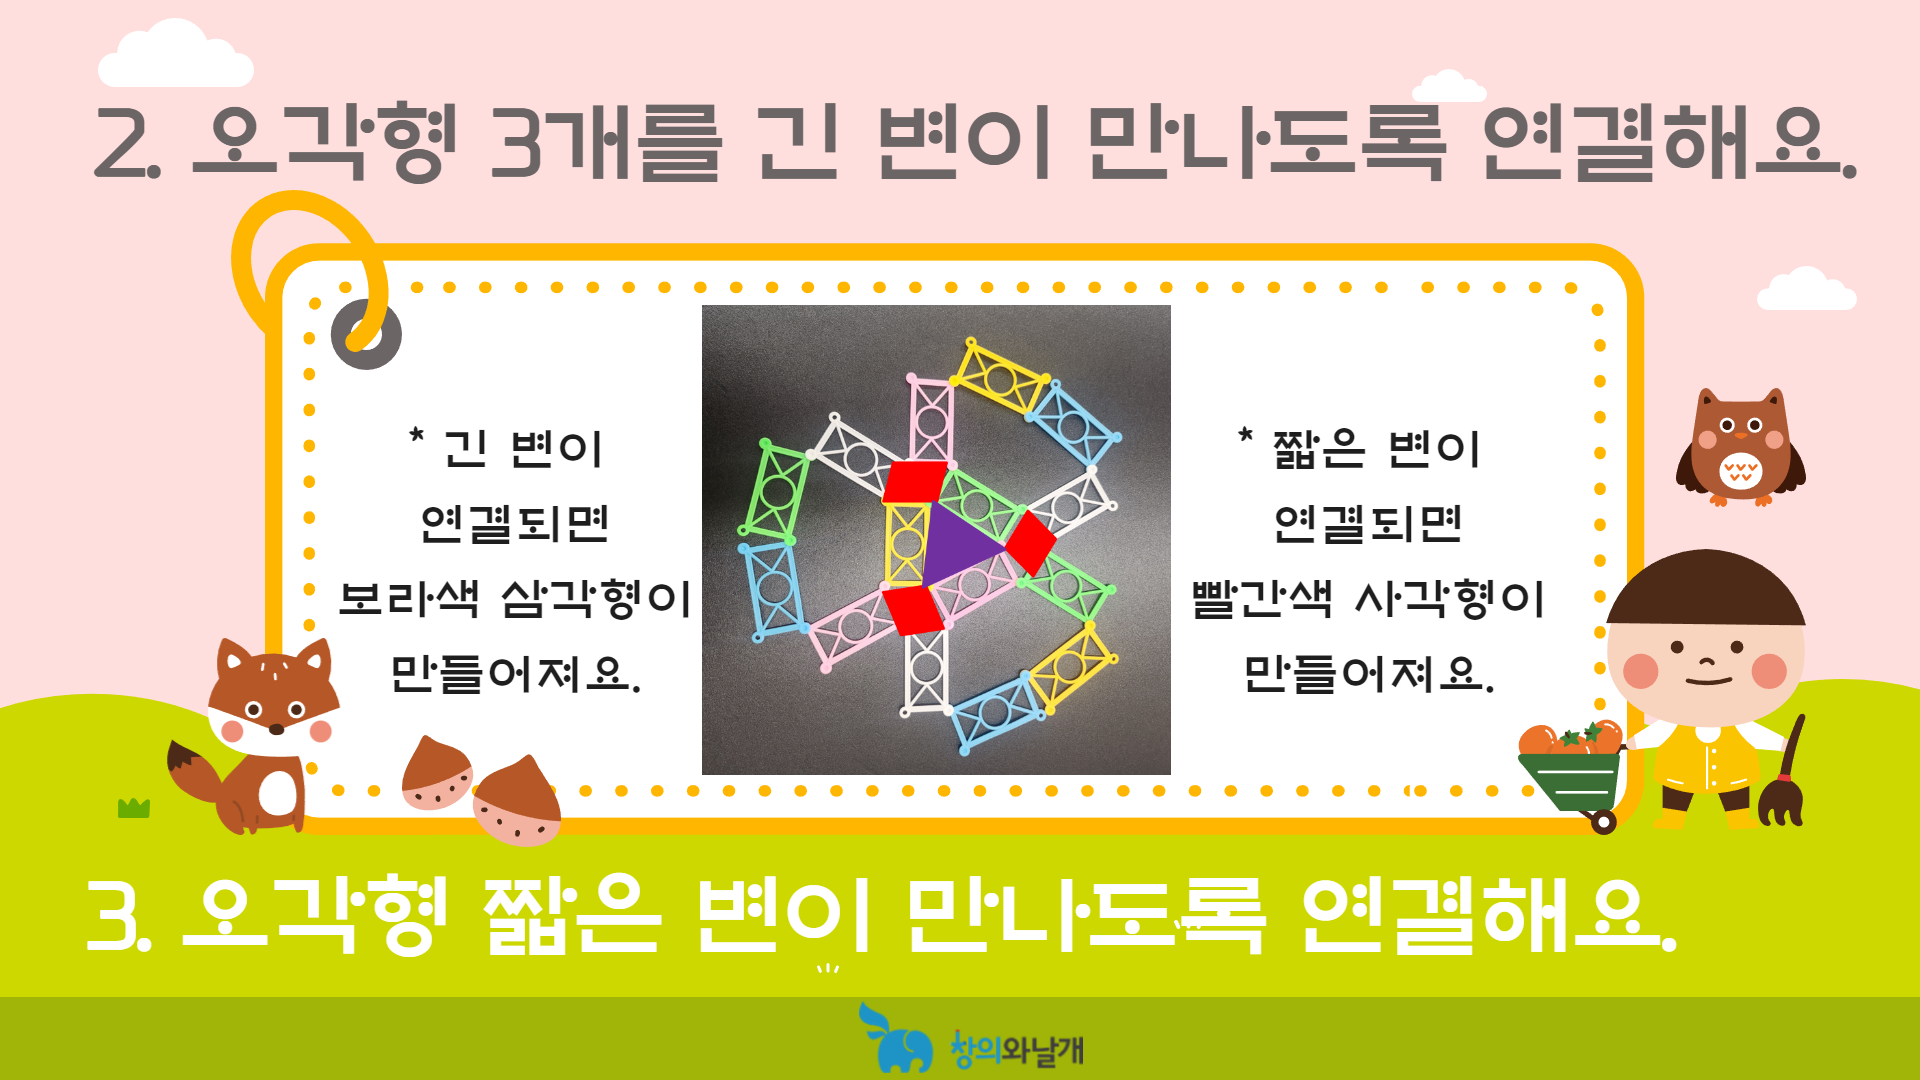 2. 오각형 3개를 긴 변이 만나도록 연결해요.
* 긴 변이
연결되면
보라색 삼각형이
만들어져요.
* 짧은 변이
연결되면
빨간색 사각형이
만들어져요.
3. 오각형 짧은 변이 만나도록 연결해요.
창의와날개